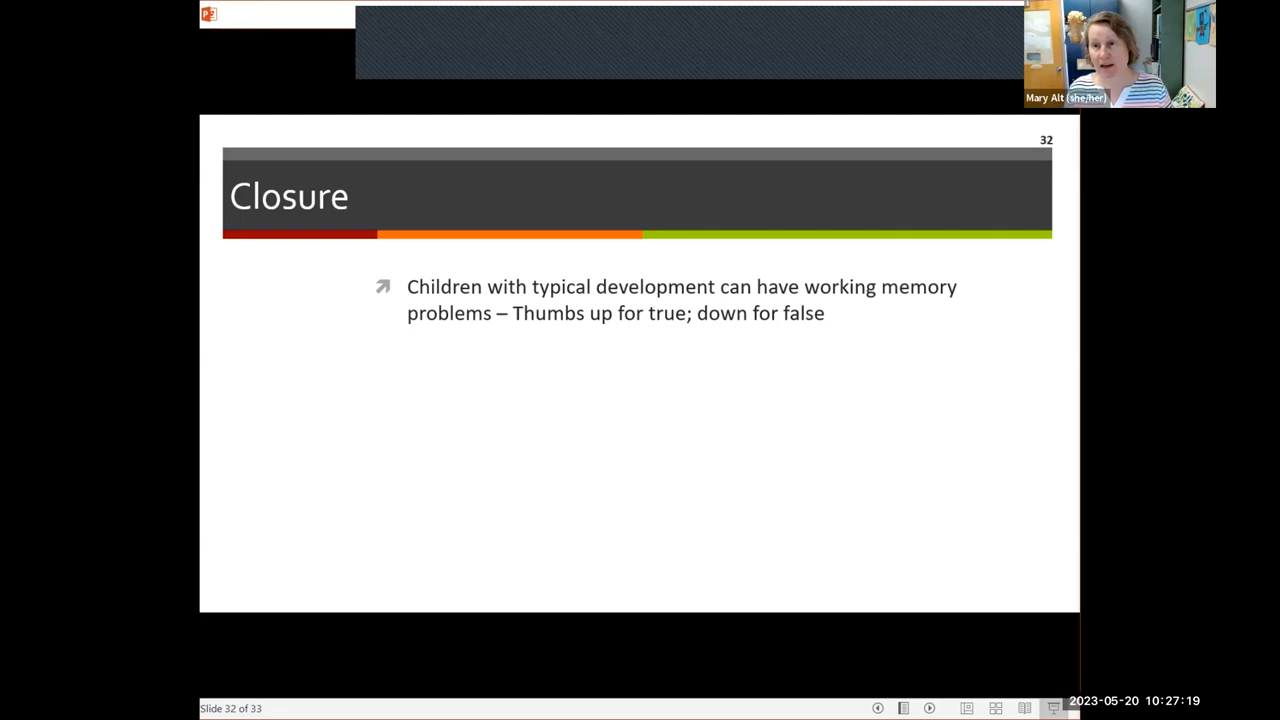 Mary Alt (she/her)
32
Closure
Children with typical development can have working memory
problems – Thumbs up for true; down for false
Slide 32 of 33
2023-05-20 10:27:19